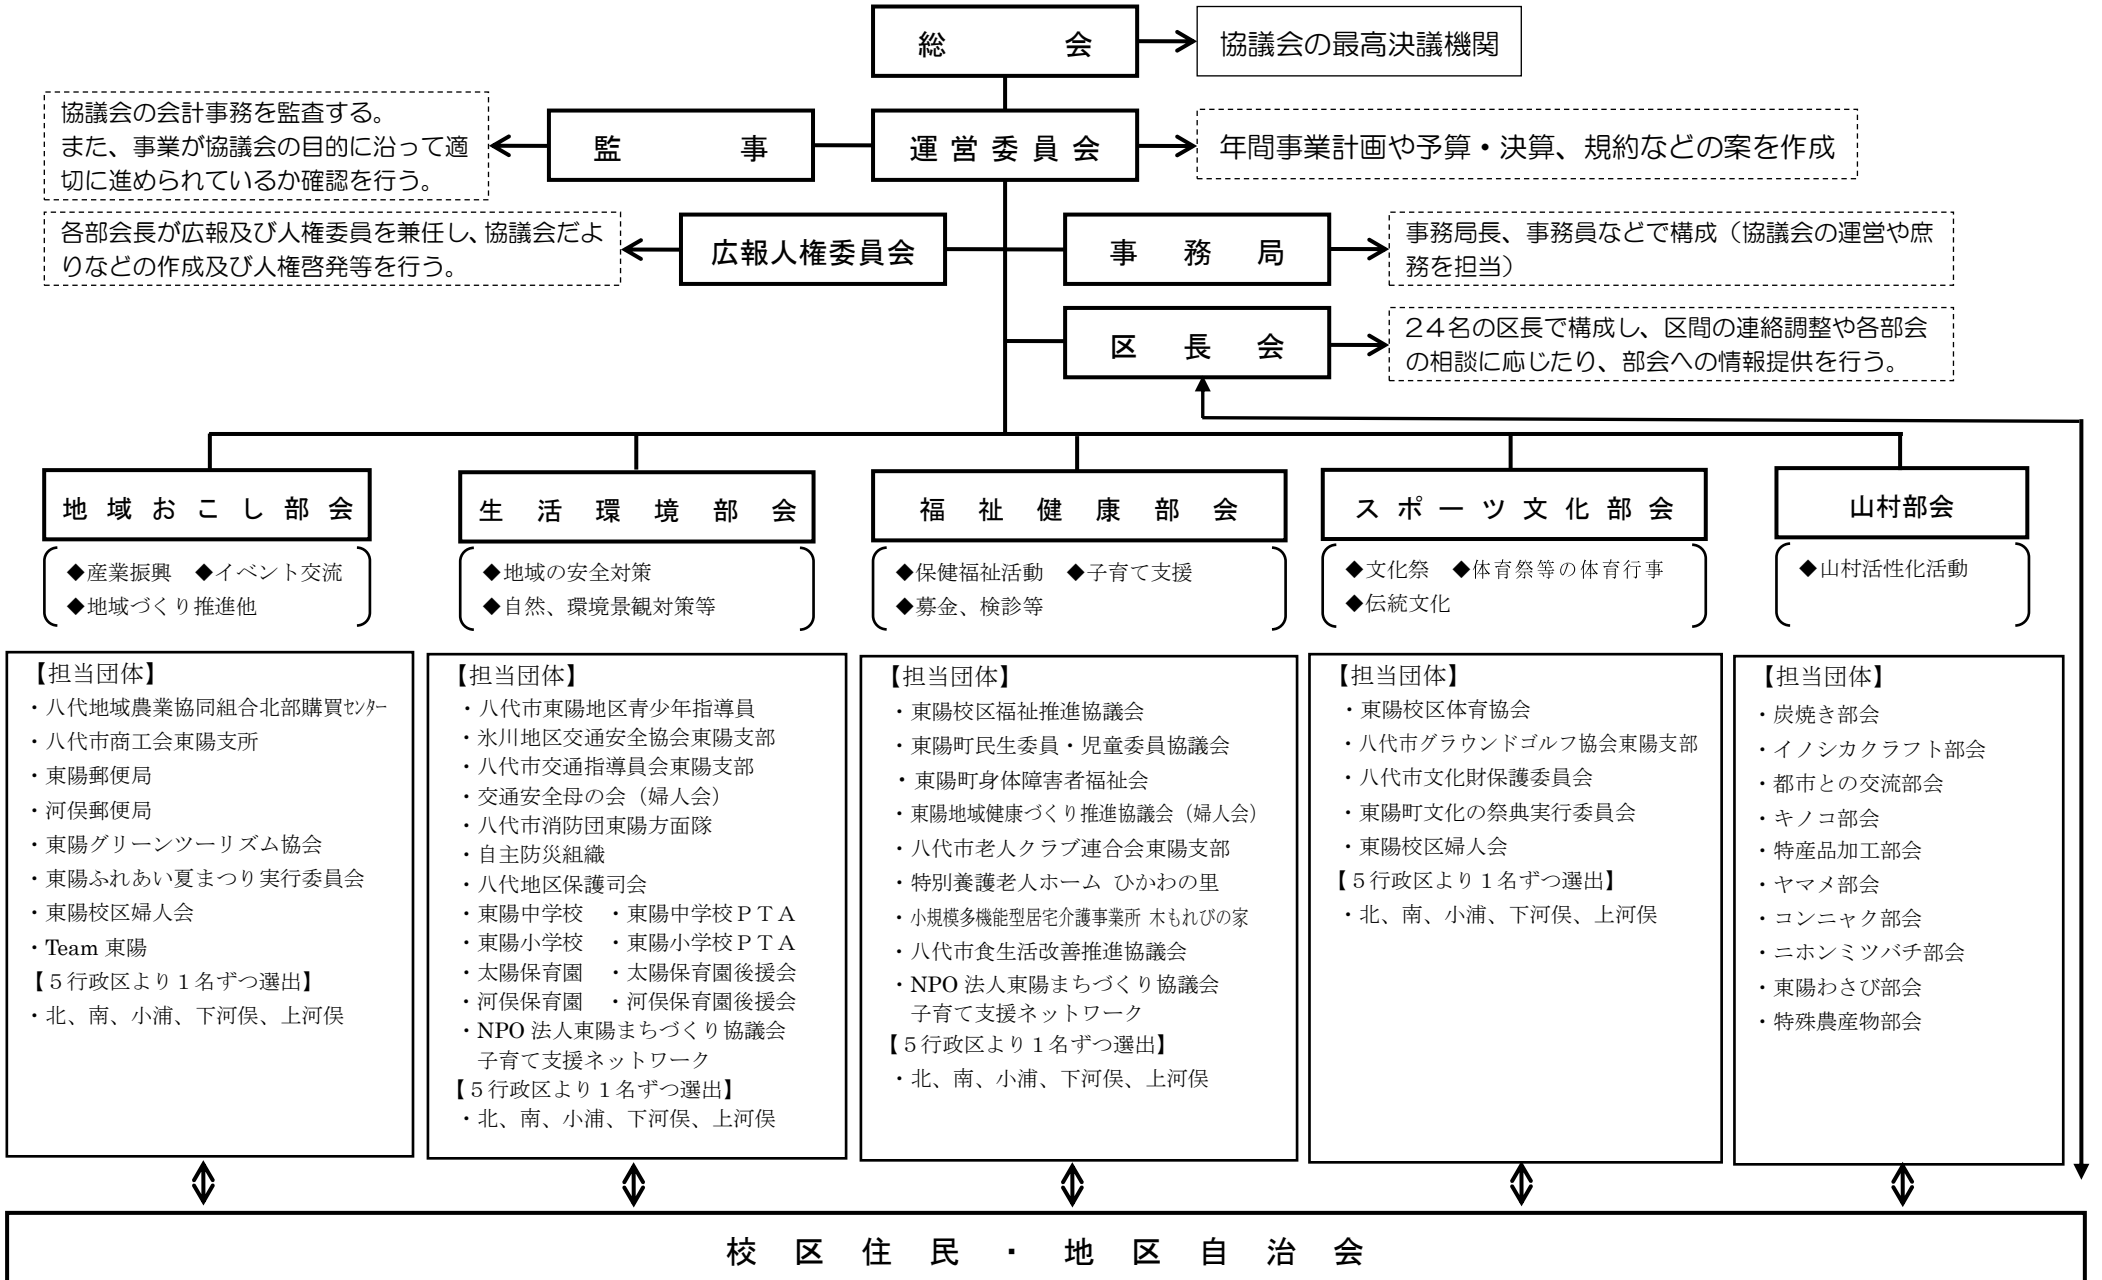 総　会
協議会の最高決議機関
協議会の会計事務を監査する。
また、事業が協議会の目的に沿って適
切に進められているか確認を行う。
監　事
運営委員会
年間事業計画や予算・決算、規約などの案を作成
各部会長が広報及び人権委員を兼任し、協議会だよ
りなどの作成及び人権啓発等を行う。
広報人権委員会
事　務　局
事務局長、事務員などで構成（協議会の運営や庶
務を担当）
区　長　会
２４名の区長で構成し、区間の連絡調整や各部会
の相談に応じたり、部会への情報提供を行う。
地域おこし部会
◆産業振興　◆イベント交流
◆地域づくり推進他
【担当団体】
・八代地域農業協同組合北部購買ｾﾝﾀｰ
・八代市商工会東陽支所
・東陽郵便局
・河俣郵便局
・東陽グリーンツーリズム協会
・東陽ふれあい夏まつり実行委員会
・東陽校区婦人会
・Team 東陽
【５行政区より１名ずつ選出】
・北、南、小浦、下河俣、上河俣
生活環境部会
◆地域の安全対策
◆自然、環境景観対策等
【担当団体】
・八代市東陽地区青少年指導員
・氷川地区交通安全協会東陽支部
・八代市交通指導員会東陽支部
・交通安全母の会（婦人会）
・八代市消防団東陽方面隊
・自主防災組織
・八代地区保護司会
・東陽中学校　・東陽中学校ＰＴＡ
・東陽小学校　・東陽小学校ＰＴＡ
・太陽保育園　・太陽保育園後援会
・河俣保育園　・河俣保育園後援会
・NPO 法人東陽まちづくり協議会
子育て支援ネットワーク
【５行政区より１名ずつ選出】
・北、南、小浦、下河俣、上河俣
福祉健康部会
◆保健福祉活動　◆子育て支援
◆募金、検診等
【担当団体】
・東陽校区福祉推進協議会
・東陽町民生委員・児童委員協議会
・東陽町身体障害者福祉会
・東陽地域健康づくり推進協議会（婦人会）
・八代市老人クラブ連合会東陽支部
・特別養護老人ホーム ひかわの里
・小規模多機能型居宅介護事業所 木もれびの家
・八代市食生活改善推進協議会
・NPO 法人東陽まちづくり協議会
子育て支援ネットワーク
【５行政区より１名ずつ選出】
・北、南、小浦、下河俣、上河俣
スポーツ文化部会
◆文化祭　◆体育祭等の体育行事
◆伝統文化
【担当団体】
・東陽校区体育協会
・八代市グラウンドゴルフ協会東陽支部
・八代市文化財保護委員会
・東陽町文化の祭典実行委員会
・東陽校区婦人会
【５行政区より１名ずつ選出】
・北、南、小浦、下河俣、上河俣
山村部会
◆山村活性化活動
【担当団体】
・炭焼き部会
・イノシカクラフト部会
・都市との交流部会
・キノコ部会
・特産品加工部会
・ヤマメ部会
・コンニャク部会
・ニホンミツバチ部会
・東陽わさび部会
・特殊農産物部会
校区住民・地区自治会